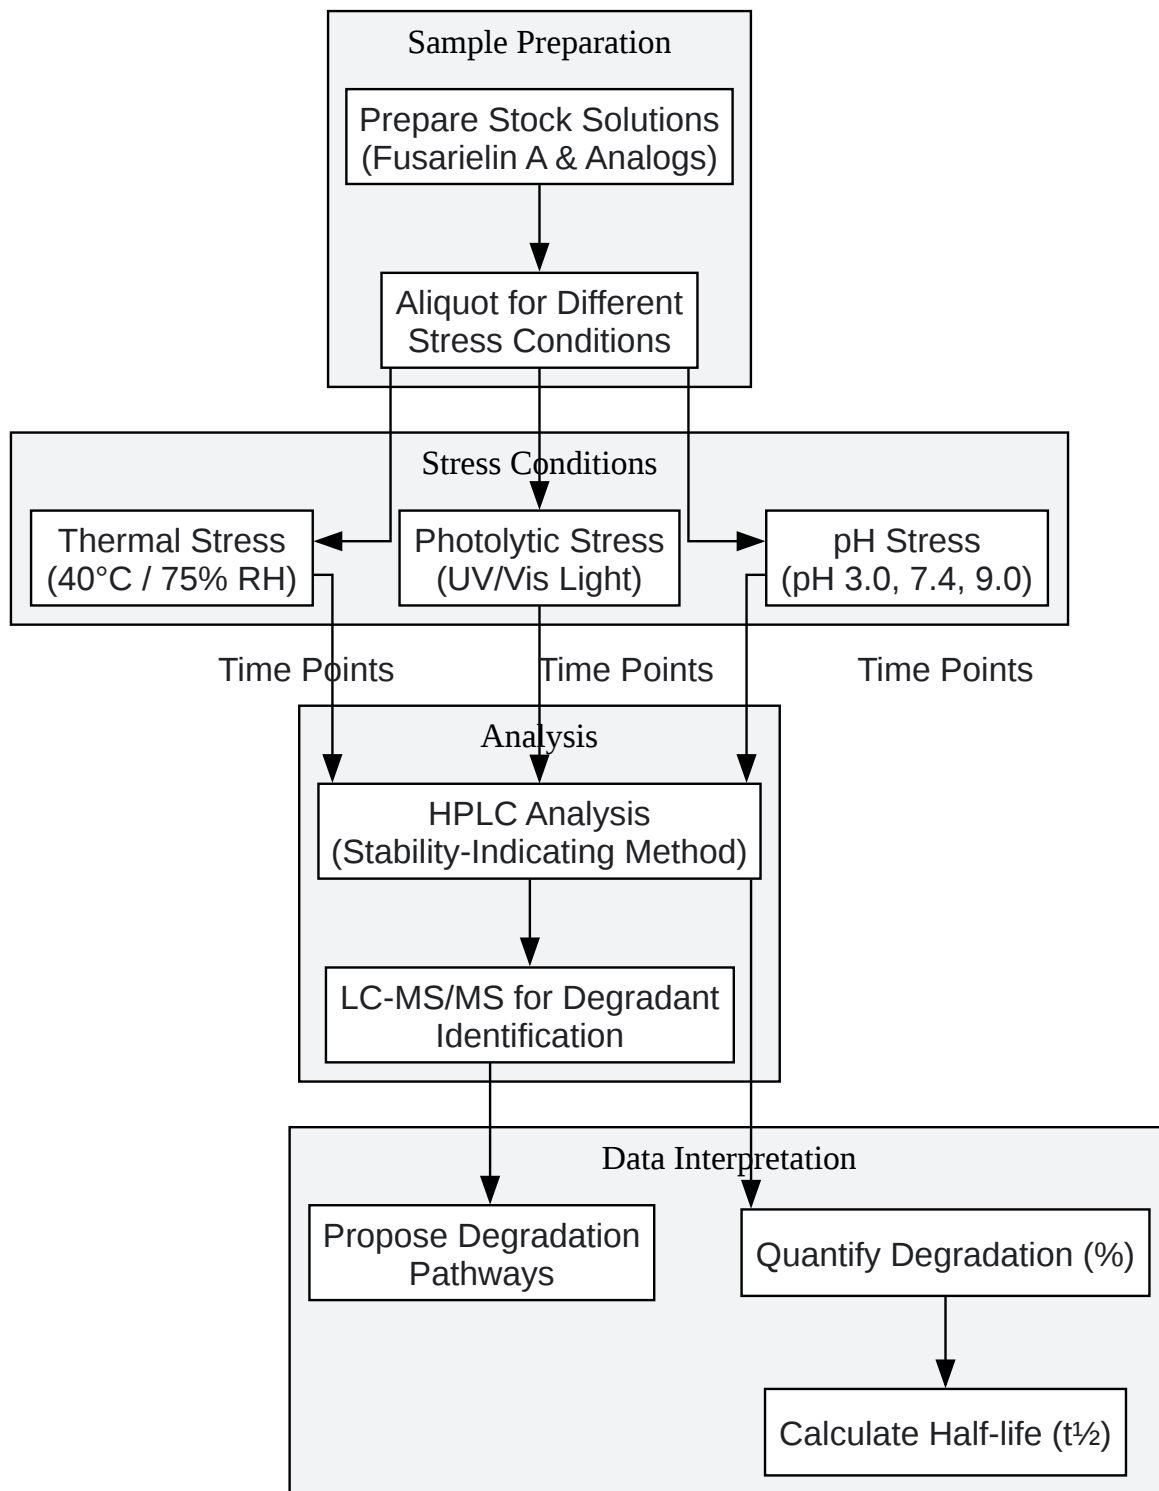 Sample Preparation
Prepare Stock Solutions
(Fusarielin A & Analogs)
Aliquot for Different
Stress Conditions
Stress Conditions
Thermal Stress
(40°C / 75% RH)
Photolytic Stress
(UV/Vis Light)
pH Stress
(pH 3.0, 7.4, 9.0)
Time Points
Time Points
Time Points
Analysis
HPLC Analysis
(Stability-Indicating Method)
LC-MS/MS for Degradant
Identification
Data Interpretation
Propose Degradation
Pathways
Quantify Degradation (%)
Calculate Half-life (t½)